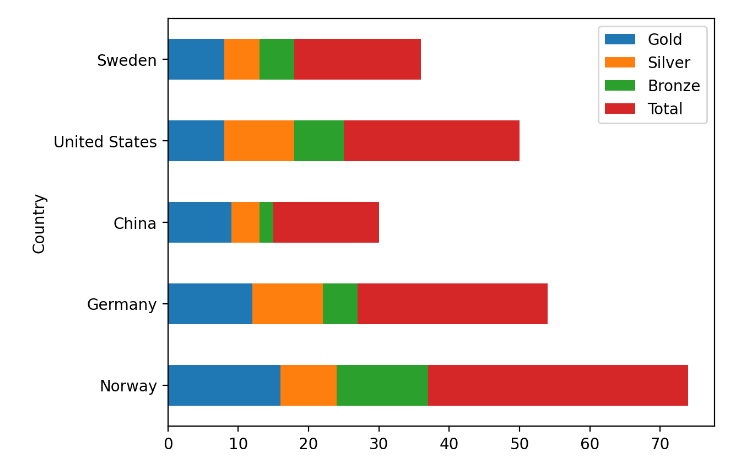 Gold
Silver
Bronze
Total
Sweden
United States
China
Germany
Norway
Country
0 10 20 30 40 50 60 70